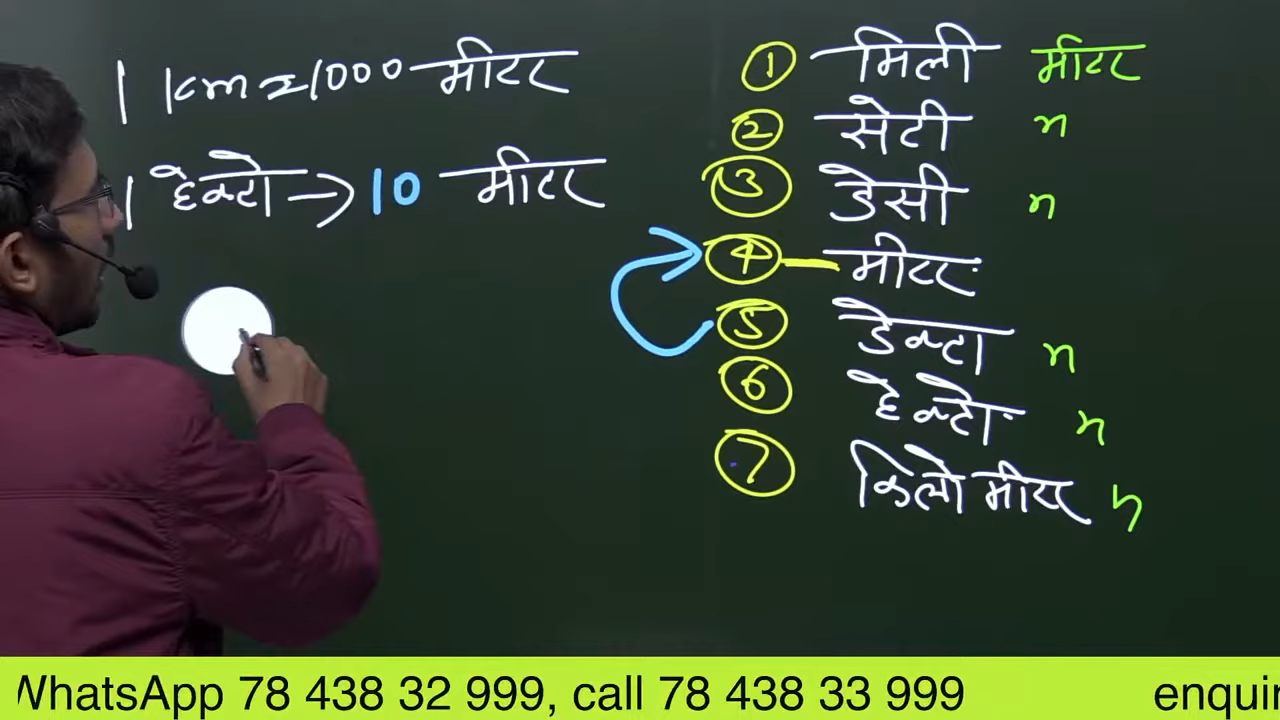 1 Km = 1000 मीटर
1 हेक्टो → 10 मीटर
① मिली मीटर
② सेटी "
③ डेसी "
④ — मीटर
⑤ डेक्टा "
⑥ हेक्टो "
⑦ किलो मीटर "
WhatsApp 78 438 32 999, call 78 438 33 999 enquir